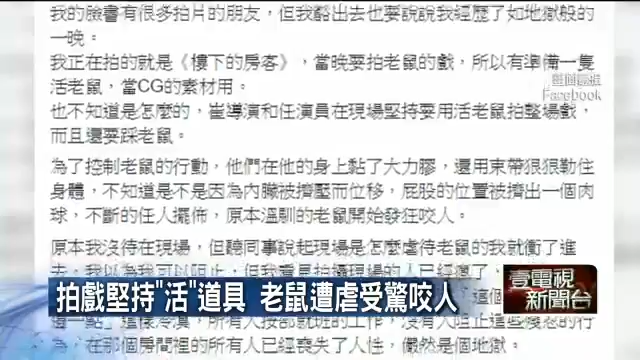 我的臉書有很多拍片的朋友，但我豁出去也要說說我經歷了如地獄般的
一晚。
我正在拍的就是《樓下的房客》，當晚要拍老鼠的戲，所以有準備一隻
活老鼠，當CG的素材用。
Facebook
也不知道是怎麼的，崔導演和任演員在現場堅持要用活老鼠拍整場戲，
而且還要踩老鼠。
為了控制老鼠的行動，他們在他的身上黏了大力膠，還用束帶狠狠勒住
身體，不知道是不是因為內臟被擠壓而位移，屁股的位置被擠出一個肉
球，不斷的任人擺佈，原本溫馴的老鼠開始發狂咬人。
原本我沒待在現場，但聽同事說起現場是怎麼虐待老鼠的我就衝了進
拍戲堅持"活"道具 老鼠遭虐受驚咬人
壹電視
新聞台
為，在那個房間裡的所有人已經喪失了人性，儼然是個地獄。